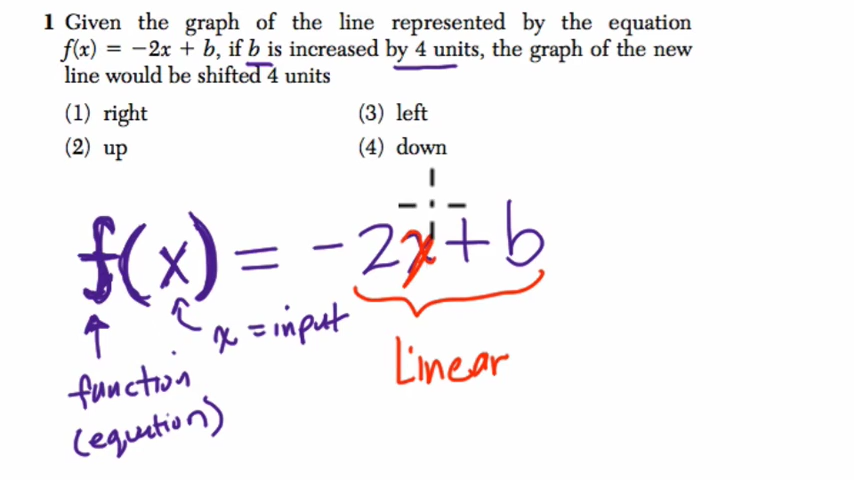 1 Given the graph of the line represented by the equation
f(x) = −2x + b, if b is increased by 4 units, the graph of the new
line would be shifted 4 units
(1) right (3) left
(2) up (4) down
f(x) = -2x+b
x = input
Linear
function
(equation)